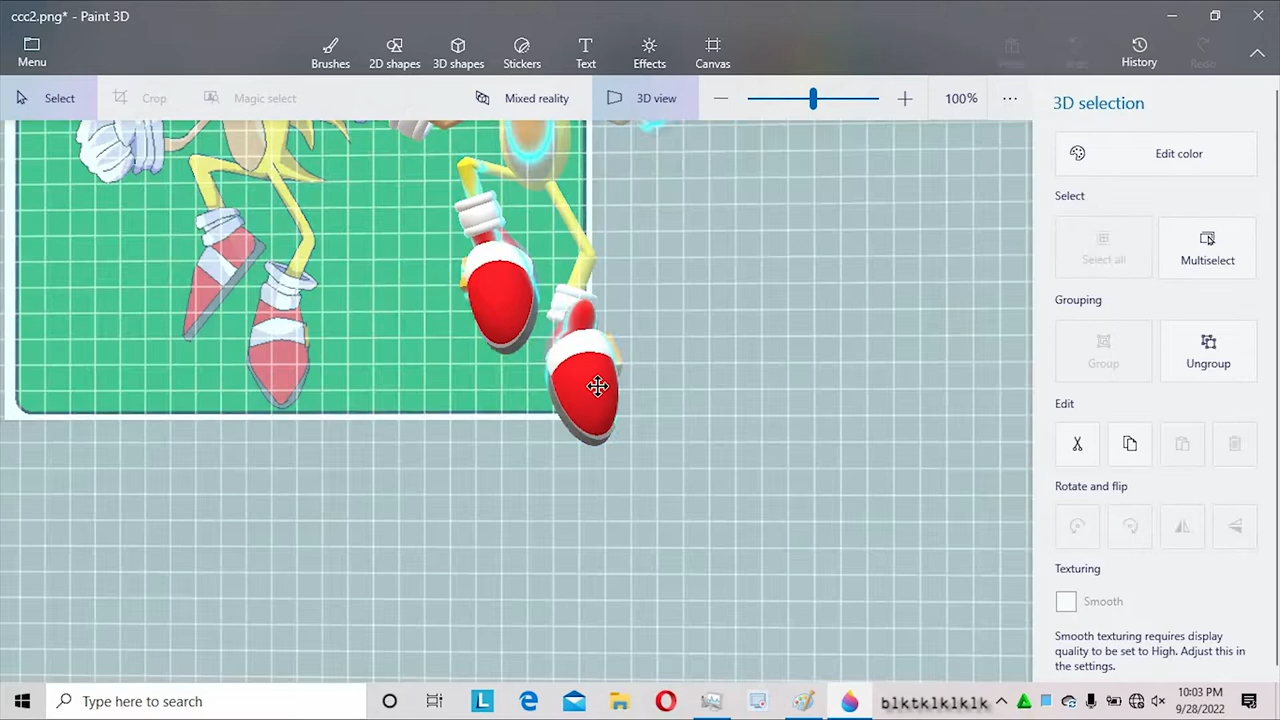 ccc2.png* - Paint 3D
Menu
Brushes
2D shapes
3D shapes
Stickers
Text
Effects
Canvas
History
Redo
Select
Crop
Magic select
Mixed reality
3D view
100%
3D selection
Edit color
Select
Select all
Multiselect
Grouping
Group
Ungroup
Edit
Rotate and flip
Texturing
Smooth
Smooth texturing requires display
quality to be set to High. Adjust this in
the settings.
Type here to search
blktklklklk
10:03 PM
9/28/2022